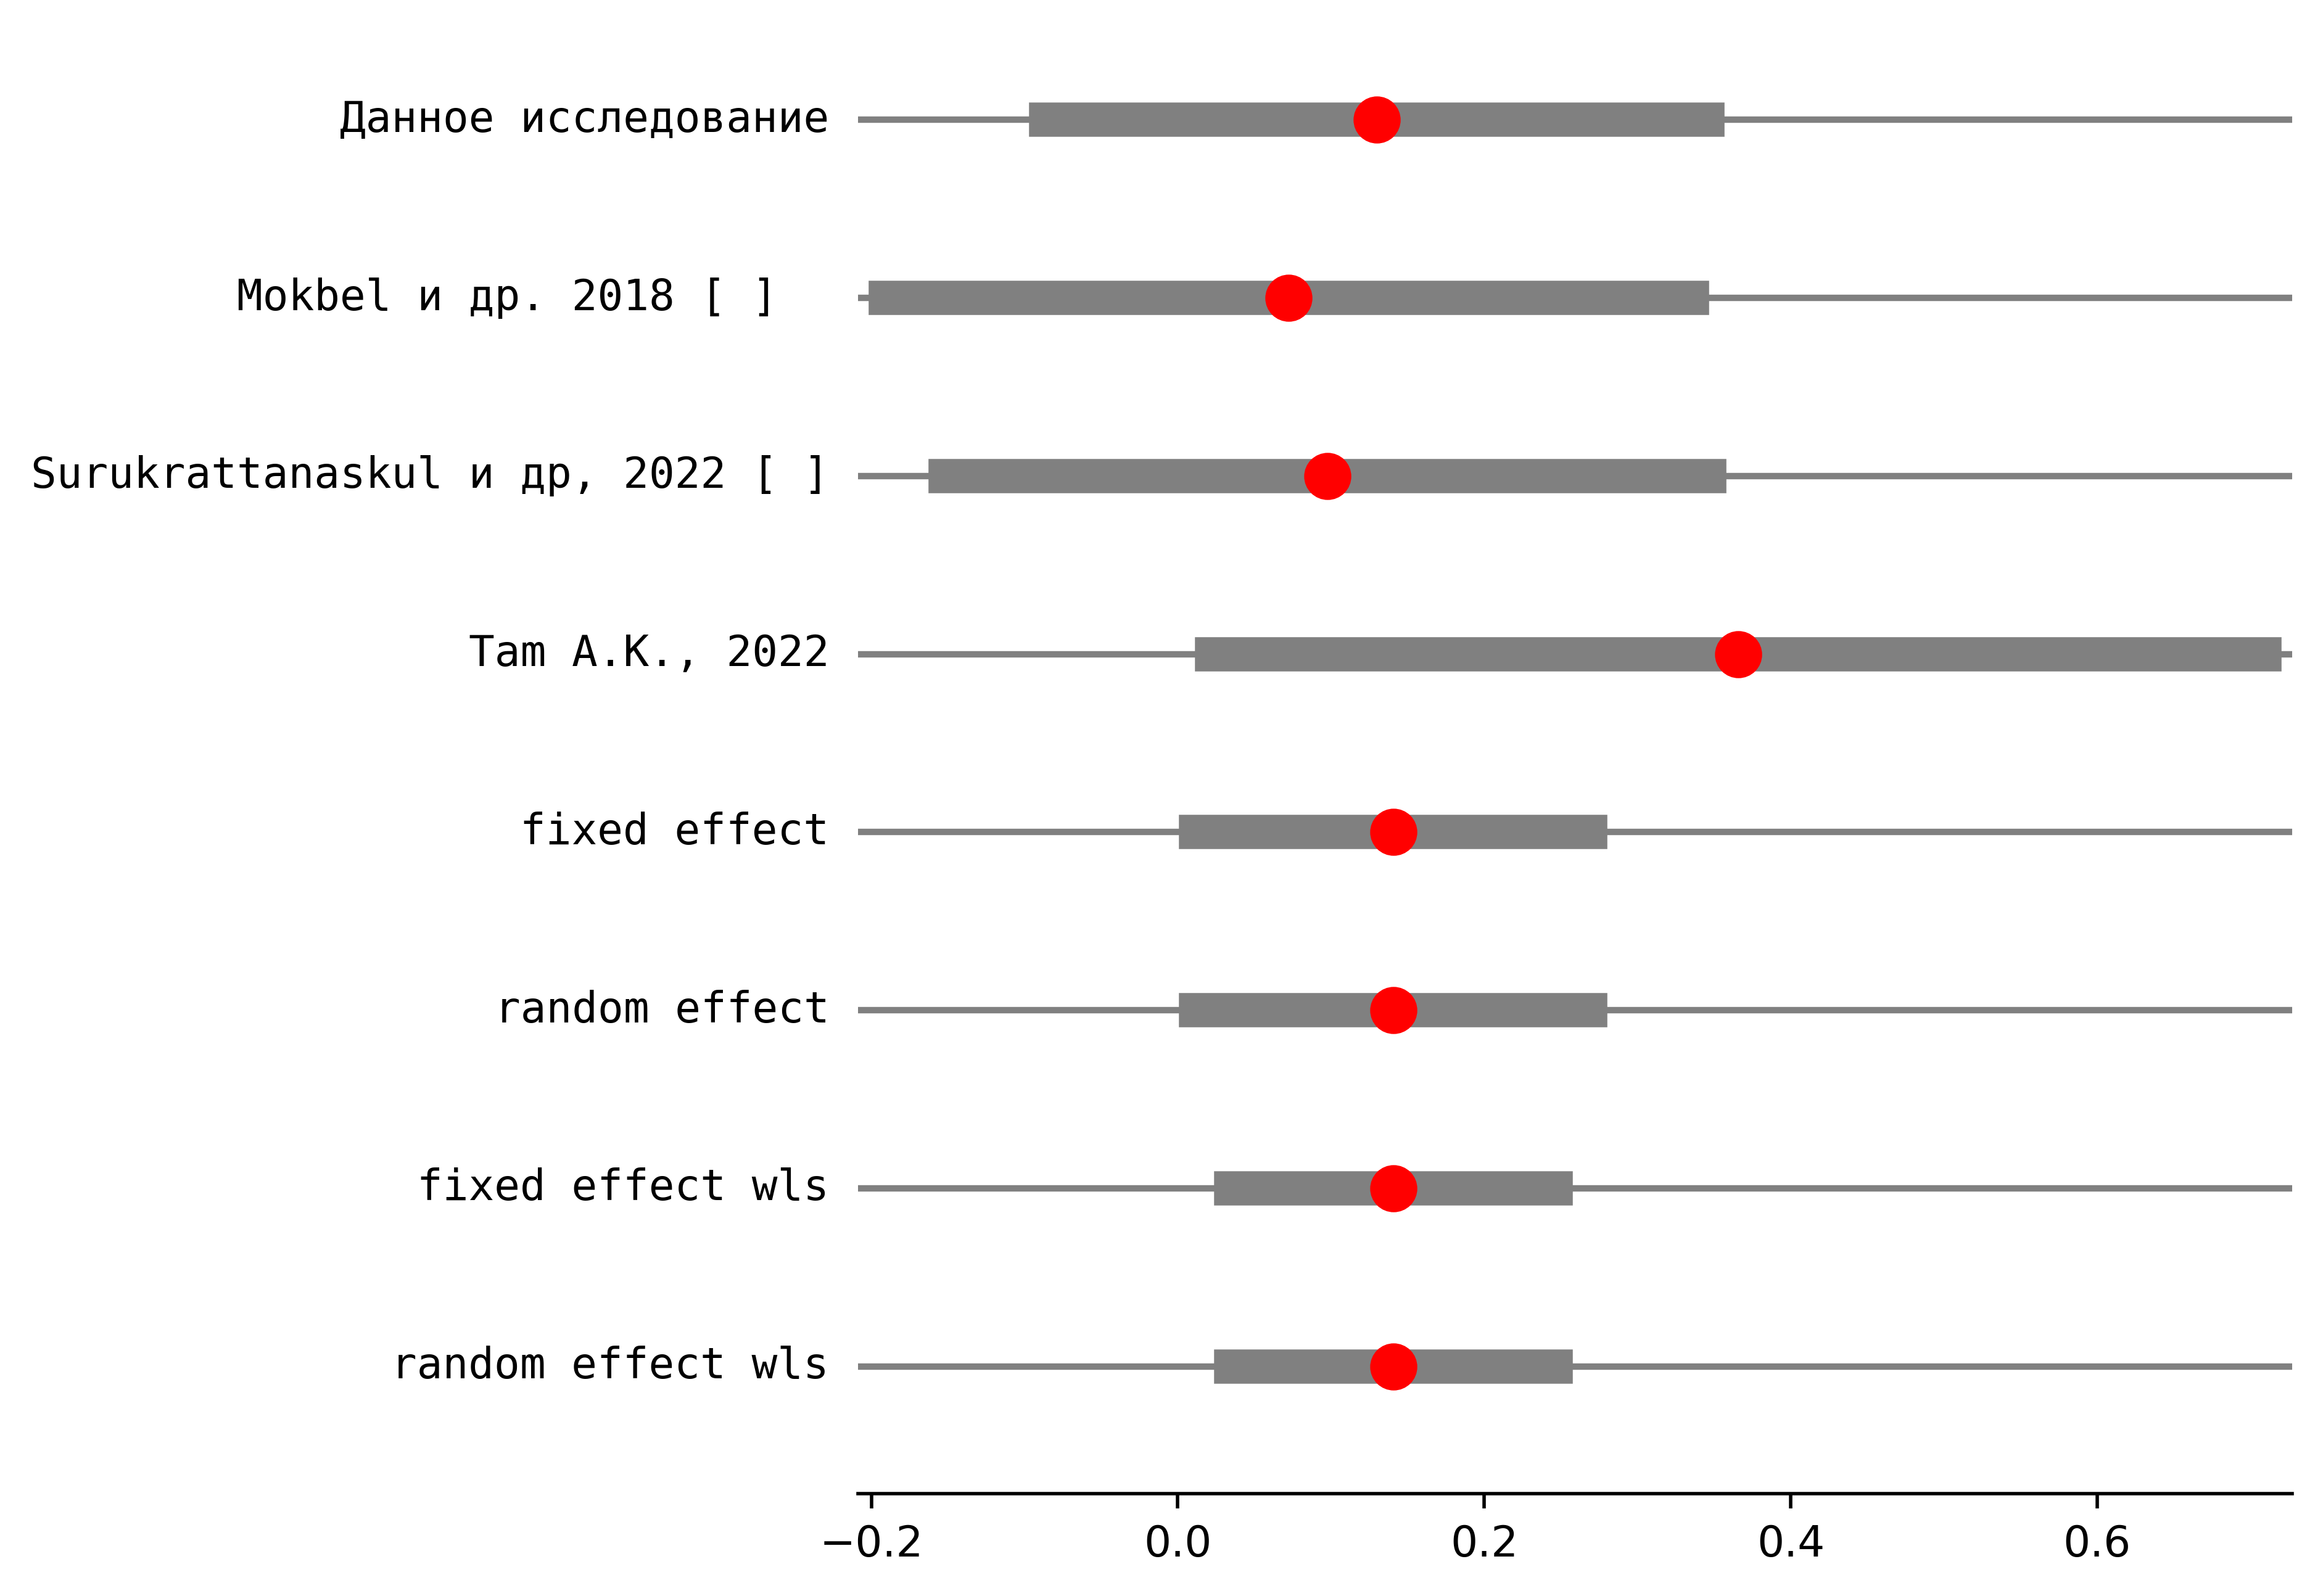 Данное исследование
Mokbel и др. 2018 [ ]
Surukrattanaskul и др, 2022 [ ]
Tam A.K., 2022
fixed effect
random effect
fixed effect wls
random effect wls
−0.2 0.0 0.2 0.4 0.6